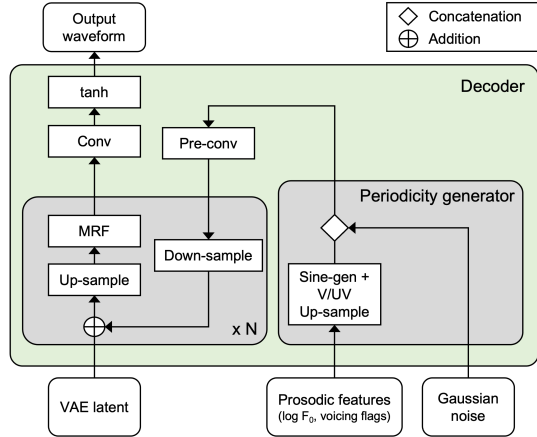 Output
waveform
Concatenation
Addition
Decoder
tanh
Conv
Pre-conv
Periodicity generator
MRF
Down-sample
Up-sample
Sine-gen +
V/UV
Up-sample
x N
VAE latent
Prosodic features
(log F₀, voicing flags)
Gaussian
noise